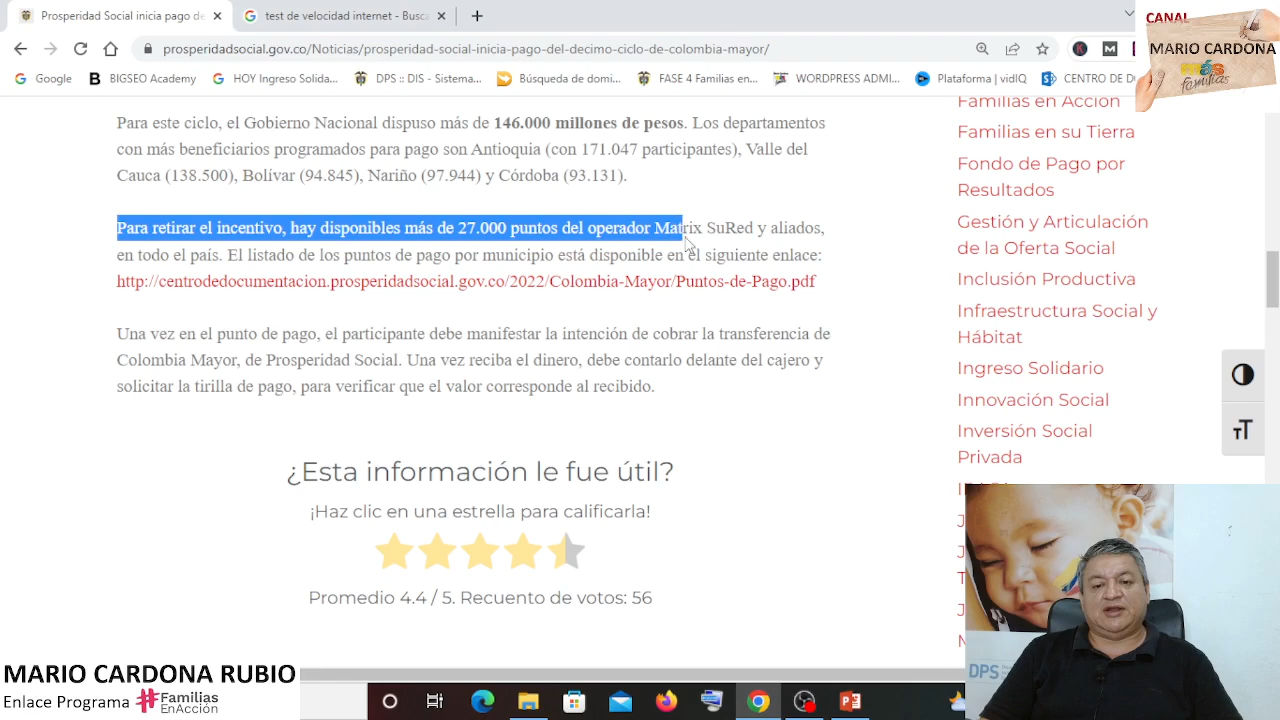 Prosperidad Social inicia pago de
test de velocidad internet - Busca
CANAL
MARIO CARDONA
más
familias
prosperidadsocial.gov.co/Noticias/prosperidad-social-inicia-pago-del-decimo-ciclo-de-colombia-mayor/
Google
BIGSEO Academy
HOY Ingreso Solida...
DPS :: DIS - Sistema...
Búsqueda de domi...
FASE 4 Familias en...
WORDPRESS ADMI...
Plataforma | vidIQ
CENTRO DE DO
Para este ciclo, el Gobierno Nacional dispuso más de 146.000 millones de pesos. Los departamentos
con más beneficiarios programados para pago son Antioquia (con 171.047 participantes), Valle del
Cauca (138.500), Bolívar (94.845), Nariño (97.944) y Córdoba (93.131).
Para retirar el incentivo, hay disponibles más de 27.000 puntos del operador Matrix SuRed y aliados,
en todo el país. El listado de los puntos de pago por municipio está disponible en el siguiente enlace:
http://centrodedocumentacion.prosperidadsocial.gov.co/2022/Colombia-Mayor/Puntos-de-Pago.pdf
Una vez en el punto de pago, el participante debe manifestar la intención de cobrar la transferencia de
Colombia Mayor, de Prosperidad Social. Una vez reciba el dinero, debe contarlo delante del cajero y
solicitar la tirilla de pago, para verificar que el valor corresponde al recibido.
¿Esta información le fue útil?
¡Haz clic en una estrella para calificarla!
Promedio 4.4 / 5. Recuento de votos: 56
Familias en Acción
Familias en su Tierra
Fondo de Pago por
Resultados
Gestión y Articulación
de la Oferta Social
Inclusión Productiva
Infraestructura Social y
Hábitat
Ingreso Solidario
Innovación Social
Inversión Social
Privada
DPS
MARIO CARDONA RUBIO
Enlace Programa
Familias
EnAcción